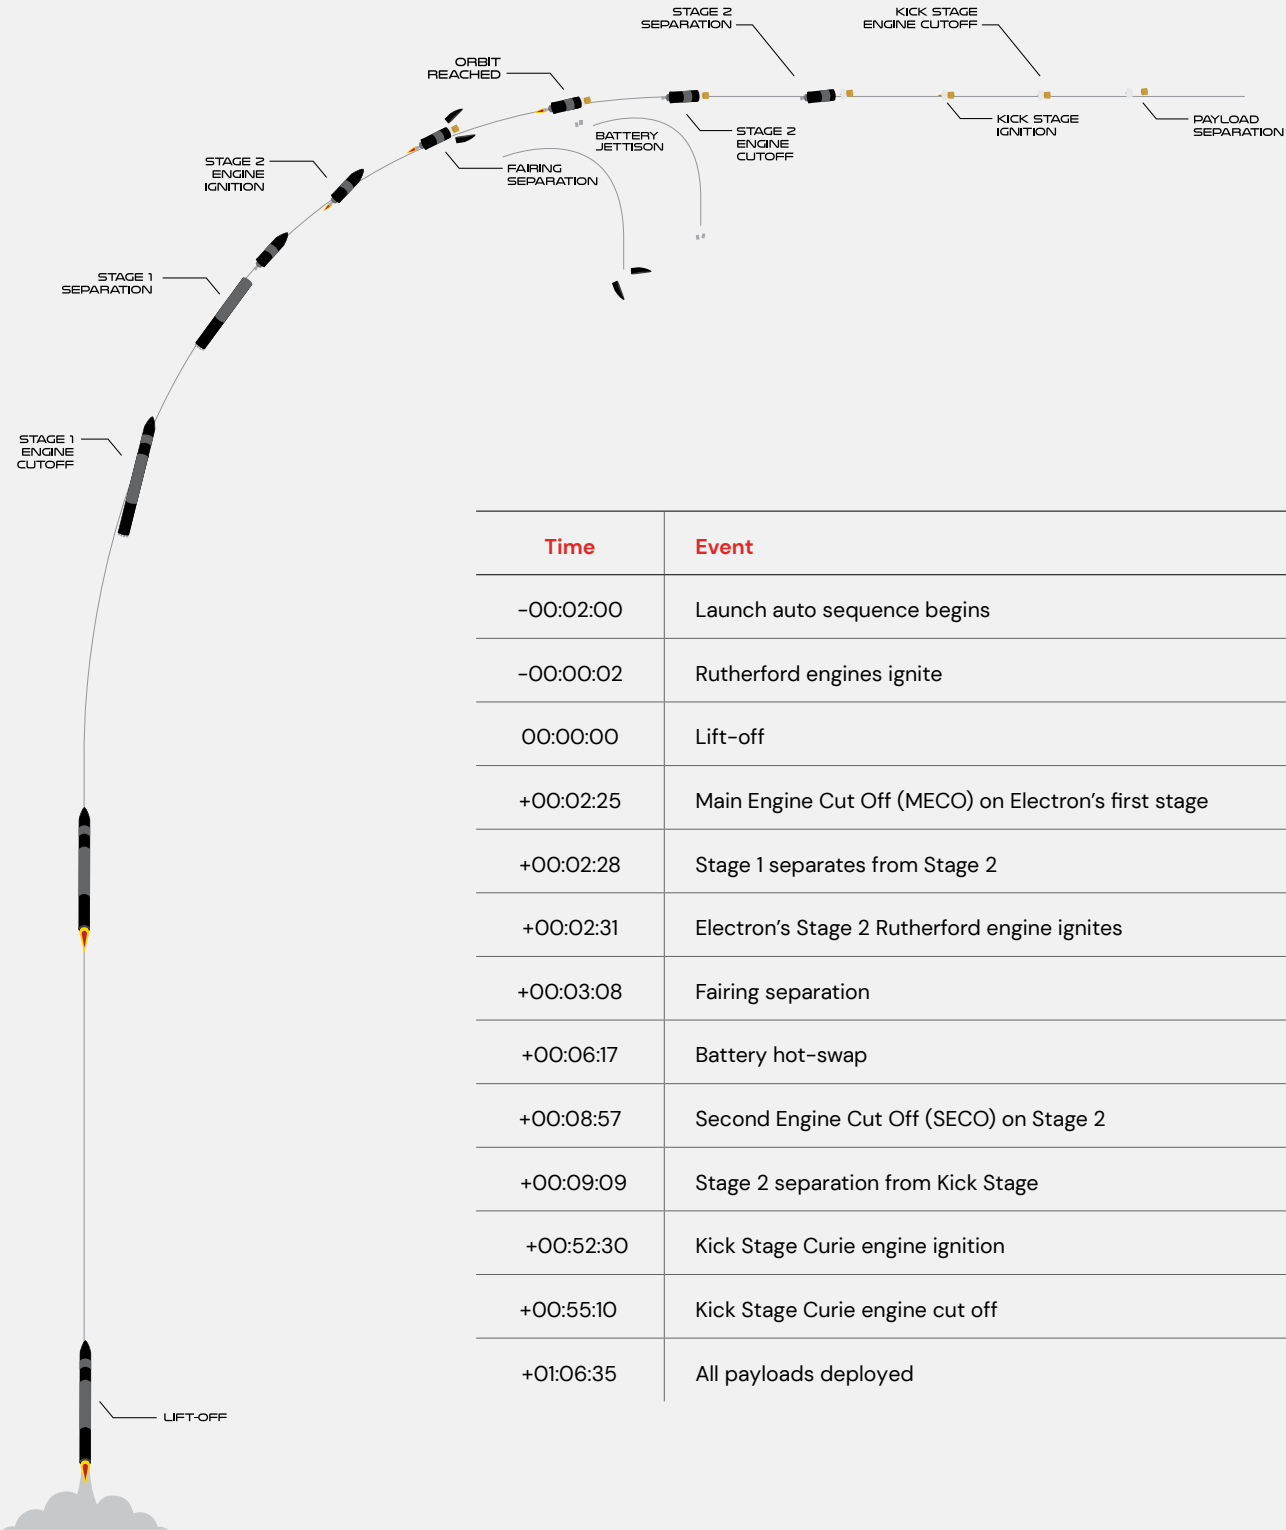 STAGE 2
SEPARATION
KICK STAGE
ENGINE CUTOFF
ORBIT
REACHED
BATTERY
JETTISON
STAGE 2
ENGINE
CUTOFF
KICK STAGE
IGNITION
PAYLOAD
SEPARATION
STAGE 2
ENGINE
IGNITION
FAIRING
SEPARATION
STAGE 1
SEPARATION
STAGE 1
ENGINE
CUTOFF
Time Event
-00:02:00 Launch auto sequence begins
-00:00:02 Rutherford engines ignite
00:00:00 Lift-off
+00:02:25 Main Engine Cut Off (MECO) on Electron’s first stage
+00:02:28 Stage 1 separates from Stage 2
+00:02:31 Electron’s Stage 2 Rutherford engine ignites
+00:03:08 Fairing separation
+00:06:17 Battery hot-swap
+00:08:57 Second Engine Cut Off (SECO) on Stage 2
+00:09:09 Stage 2 separation from Kick Stage
+00:52:30 Kick Stage Curie engine ignition
+00:55:10 Kick Stage Curie engine cut off
+01:06:35 All payloads deployed
LIFT-OFF